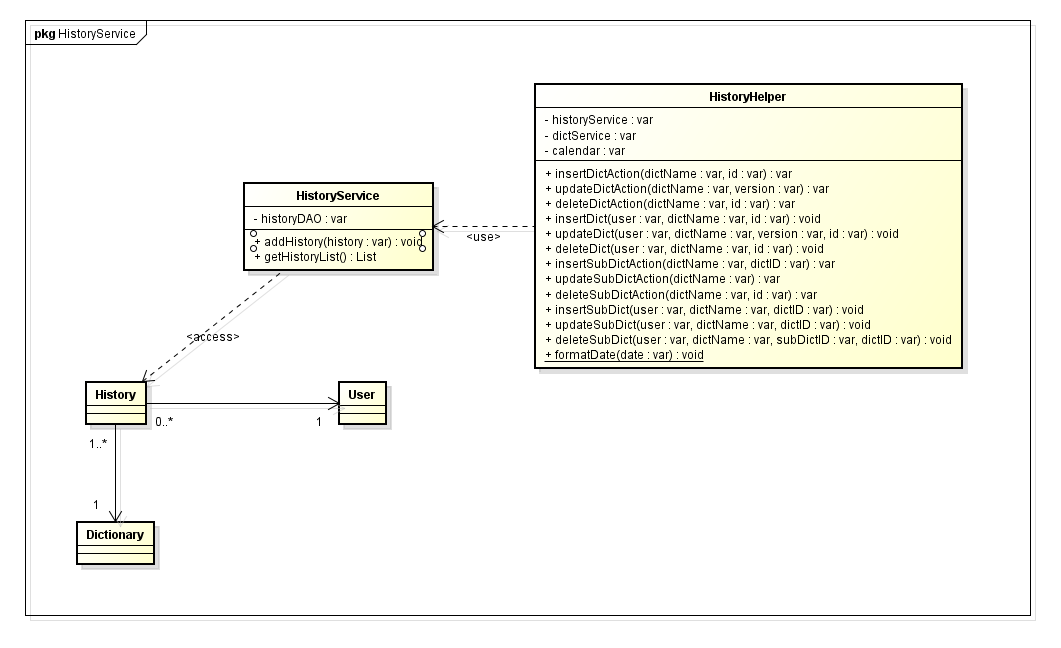 pkg HistoryService
HistoryHelper
- historyService : var
- dictService : var
- calendar : var
+ insertDictAction(dictName : var, id : var) : var
+ updateDictAction(dictName : var, version : var) : var
+ deleteDictAction(dictName : var, id : var) : var
+ insertDict(user : var, dictName : var, id : var) : void
+ updateDict(user : var, dictName : var, version : var, id : var) : void
+ deleteDict(user : var, dictName : var, id : var) : void
+ insertSubDictAction(dictName : var, dictID : var) : var
+ updateSubDictAction(dictName : var) : var
+ deleteSubDictAction(dictName : var, id : var) : var
+ insertSubDict(user : var, dictName : var, dictID : var) : void
+ updateSubDict(user : var, dictName : var, dictID : var) : void
+ deleteSubDict(user : var, dictName : var, subDictID : var, dictID : var) : void
+ formatDate(date : var) : void
HistoryService
- historyDAO : var
+ addHistory(history : var) : void
+ getHistoryList() : List
<use>
<access>
History
User
0..*
1
1..*
1
Dictionary